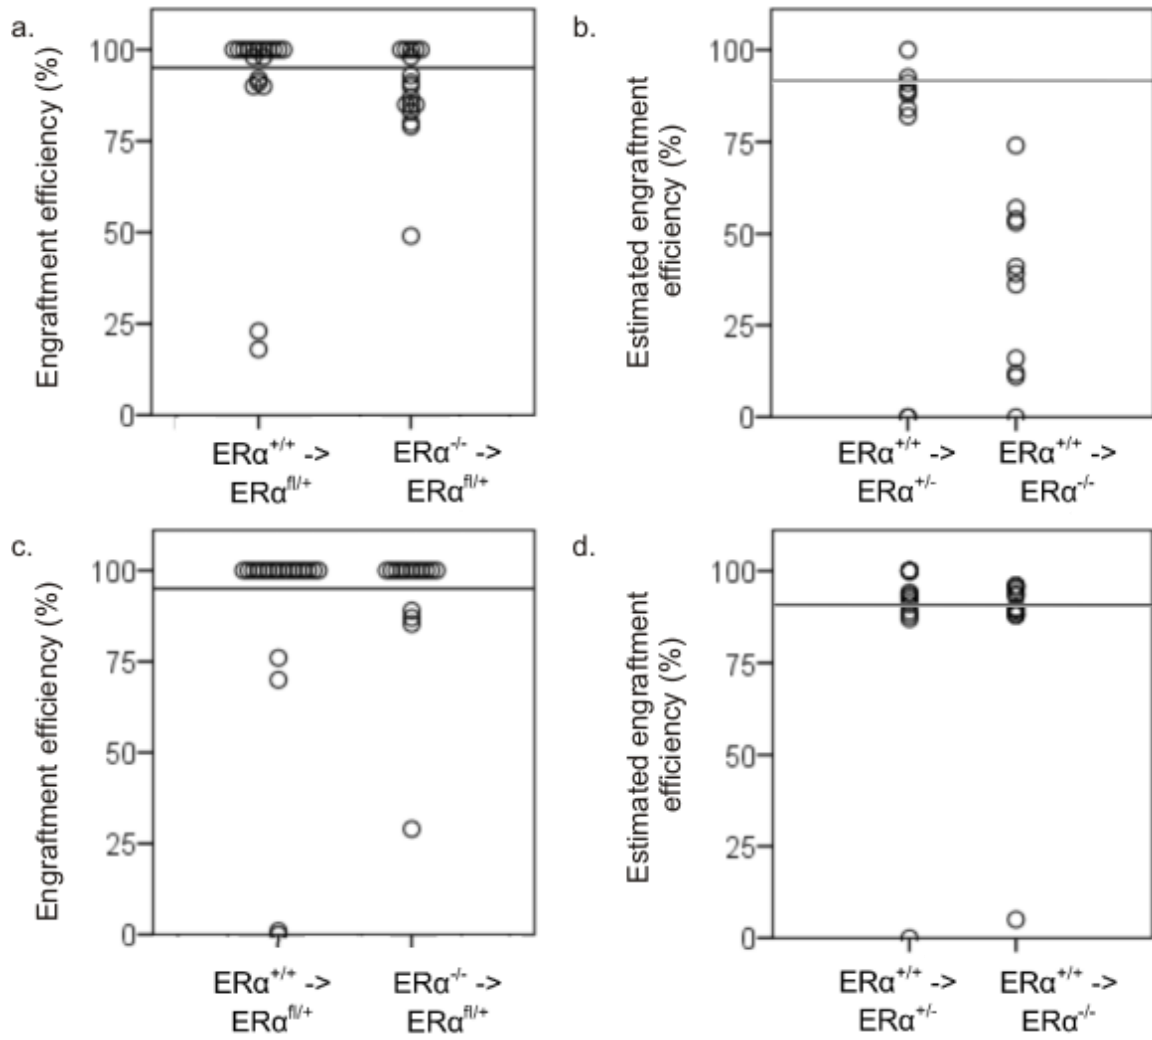 a.
Engraftment efficiency (%)
100
75
50
25
0
ERα+/+ -> ERα-/- ->
ERαfl/+ ERαfl/+
b.
Estimated engraftment
efficiency (%)
100
75
50
25
0
ERα+/+ -> ERα+/+ ->
ERα+/- ERα-/-
c.
Engraftment efficiency (%)
100
75
50
25
0
ERα+/+ -> ERα-/- ->
ERαfl/+ ERαfl/+
d.
Estimated engraftment
efficiency (%)
100
75
50
25
0
ERα+/+ -> ERα+/+ ->
ERα+/- ERα-/-